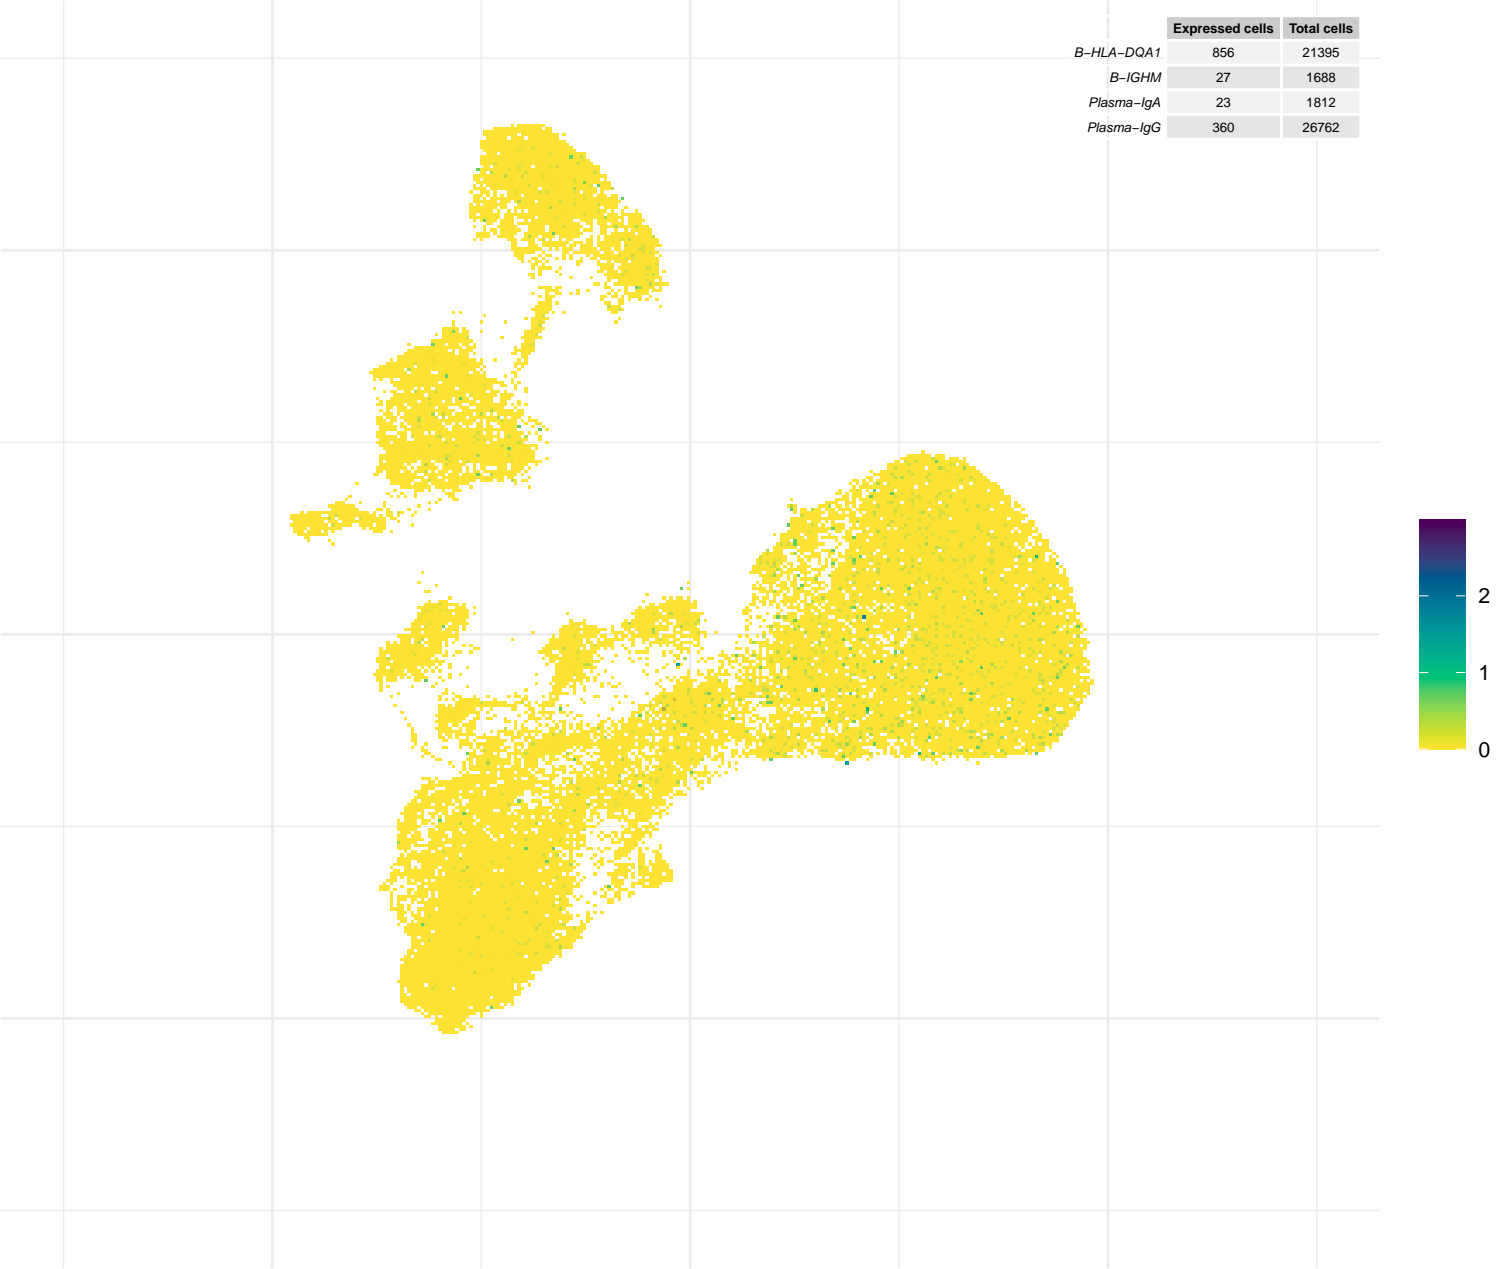 Expressed cells Total cells
B−HLA−DQA1 856 21395
B−IGHM 27 1688
Plasma−IgA 23 1812
Plasma−IgG 360 26762
2
1
0